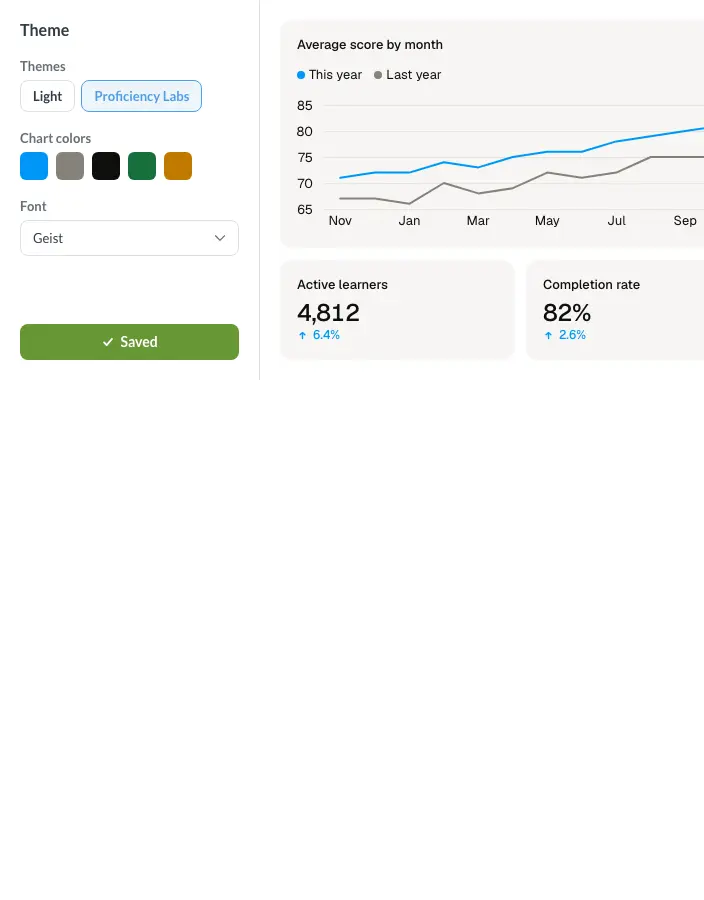 Theme
Themes
Light
Proficiency Labs
Chart colors
Font
Geist
Saved
Average score by month
This year
Last year
85
80
75
70
65
Nov
Jan
Mar
May
Jul
Sep
Active learners
4,812
↑ 6.4%
Completion rate
82%
↑ 2.6%